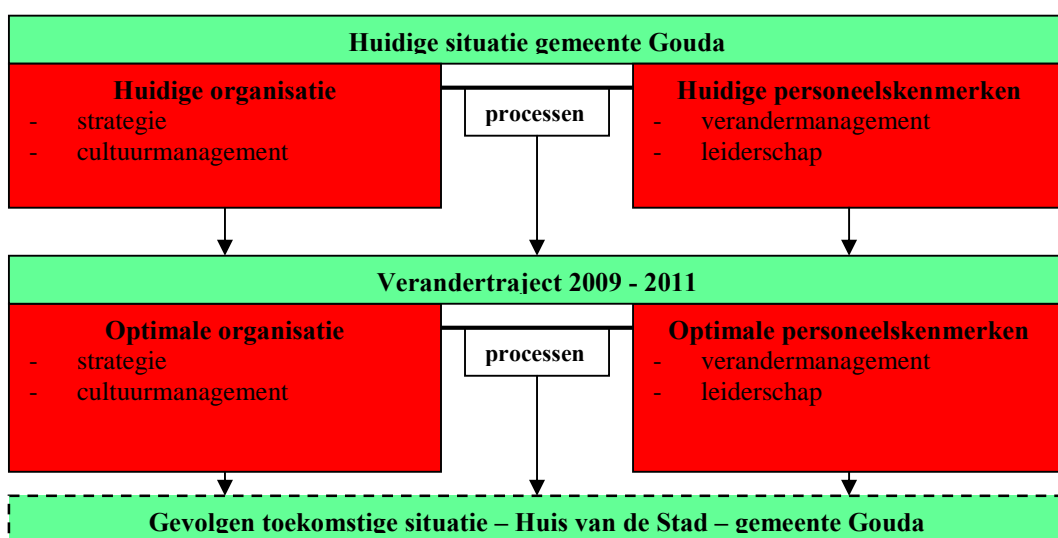 Huidige situatie gemeente Gouda
Huidige organisatie
- strategie
- cultuurmanagement
processen
Huidige personeelskenmerken
- verandermanagement
- leiderschap
Verandertraject 2009 - 2011
Optimale organisatie
- strategie
- cultuurmanagement
processen
Optimale personeelskenmerken
- verandermanagement
- leiderschap
Gevolgen toekomstige situatie – Huis van de Stad – gemeente Gouda